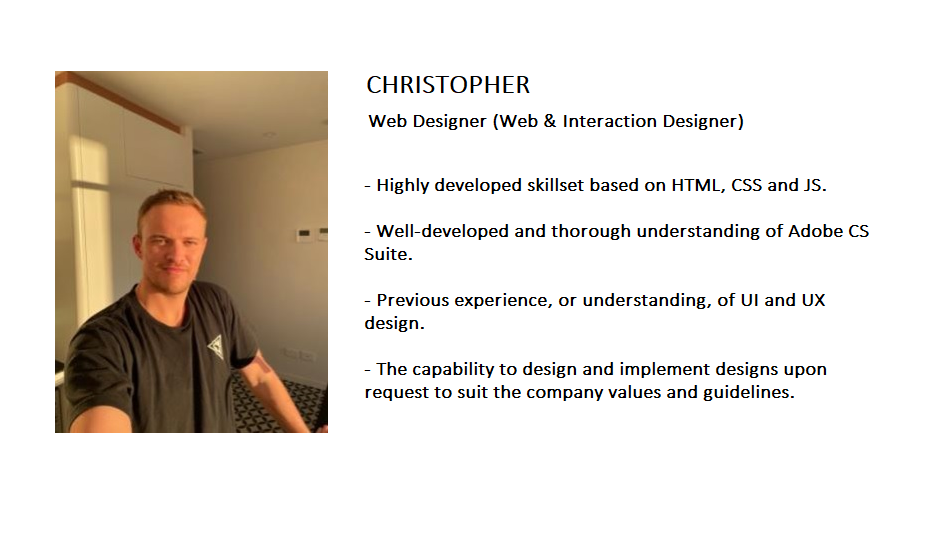 CHRISTOPHER
Web Designer (Web & Interaction Designer)
- Highly developed skillset based on HTML, CSS and JS.
- Well-developed and thorough understanding of Adobe CS
Suite.
- Previous experience, or understanding, of UI and UX
design.
- The capability to design and implement designs upon
request to suit the company values and guidelines.